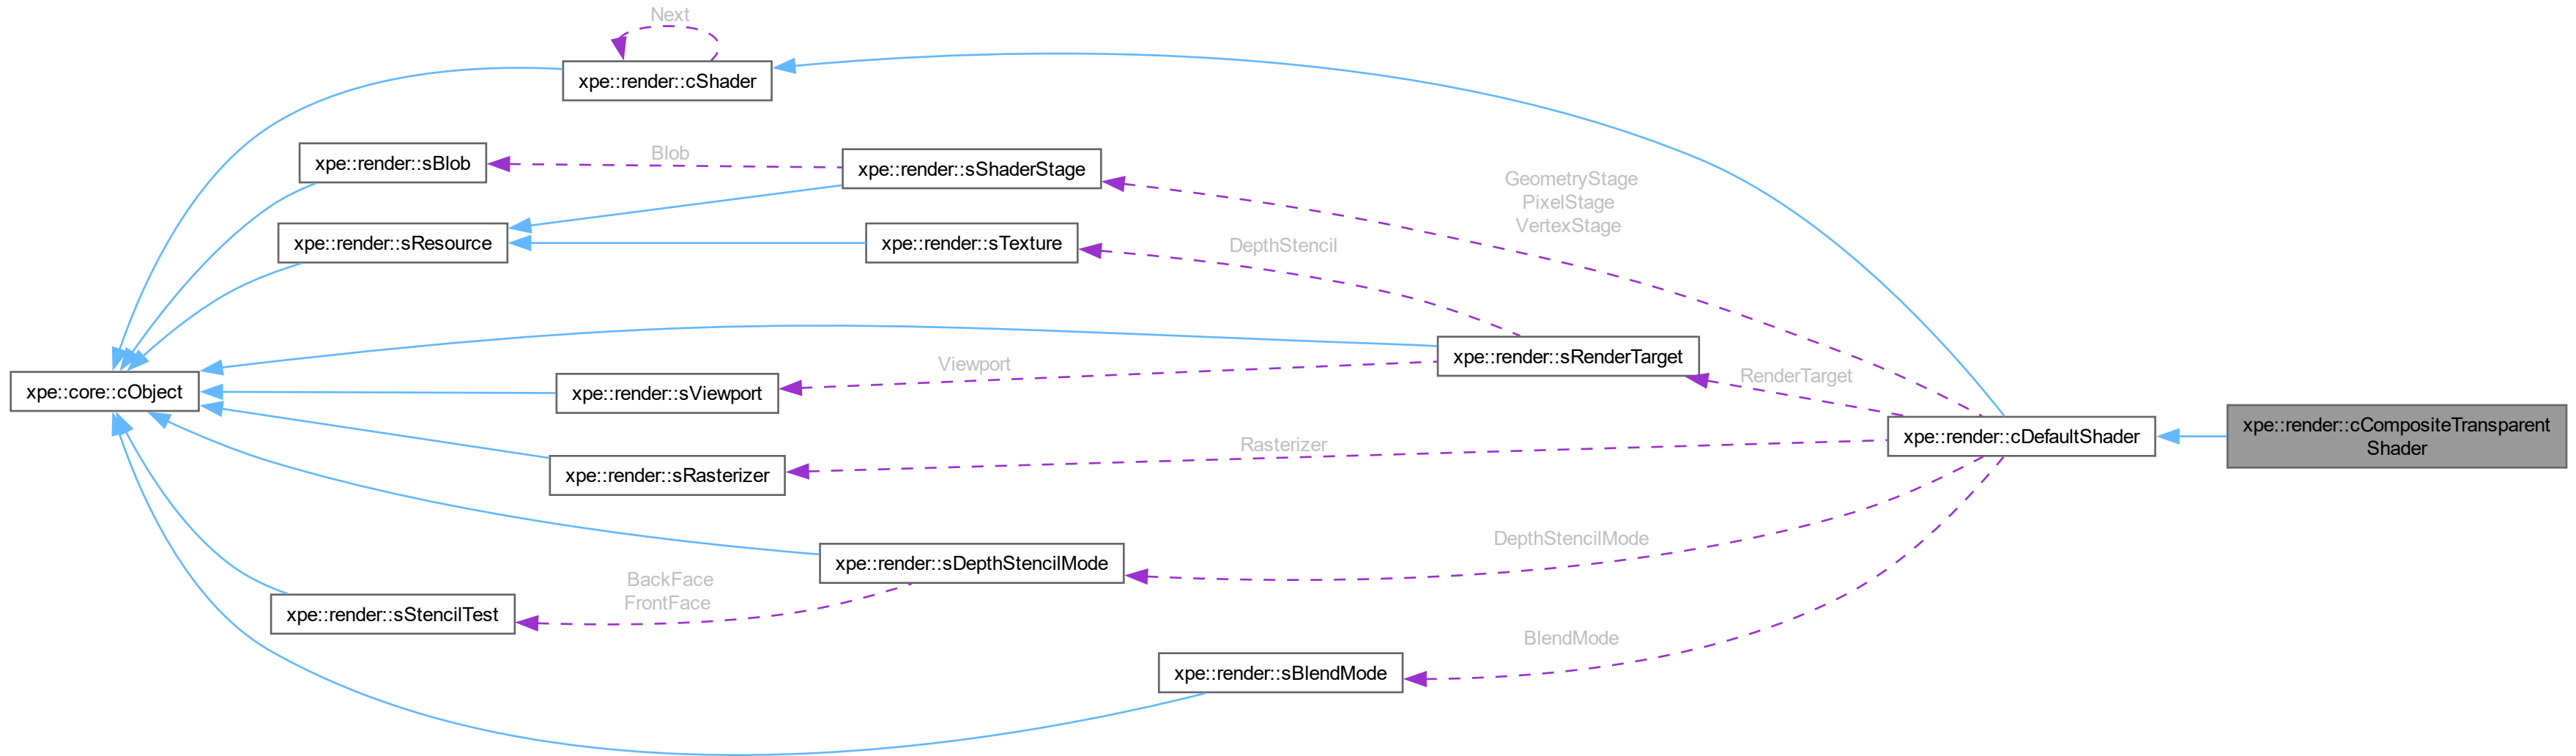 Next
xpe::render::cShader
xpe::render::sBlob
Blob
xpe::render::sShaderStage
GeometryStage
PixelStage
VertexStage
xpe::render::sResource
xpe::render::sTexture
DepthStencil
xpe::render::sRenderTarget
Viewport
RenderTarget
xpe::core::cObject
xpe::render::sViewport
xpe::render::cDefaultShader
xpe::render::cCompositeTransparent
Shader
Rasterizer
xpe::render::sRasterizer
DepthStencilMode
xpe::render::sDepthStencilMode
BackFace
FrontFace
xpe::render::sStencilTest
BlendMode
xpe::render::sBlendMode